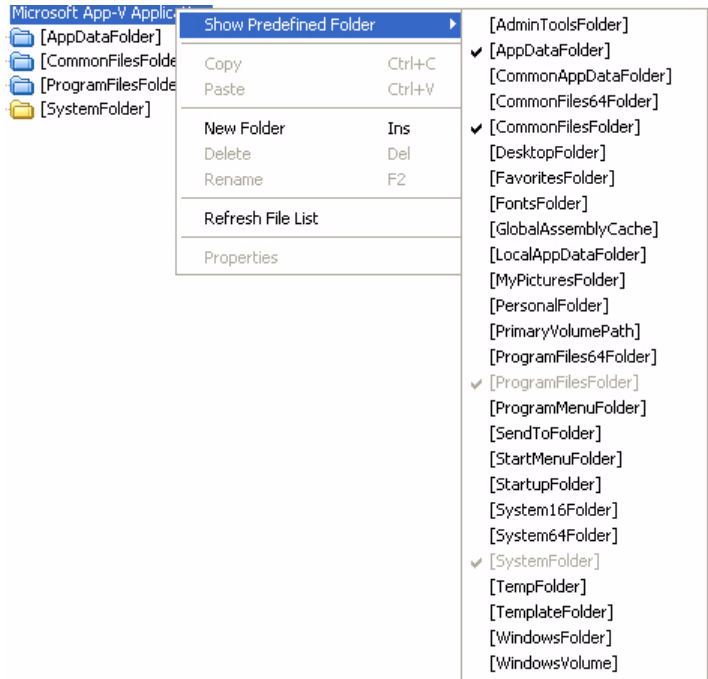 Microsoft App-V Applica
[AppDataFolder]
[CommonFilesFolde
[ProgramFilesFolde
[SystemFolder]
Show Predefined Folder
Copy Ctrl+C
Paste Ctrl+V
New Folder Ins
Delete Del
Rename F2
Refresh File List
Properties
[AdminToolsFolder]
[AppDataFolder]
[CommonAppDataFolder]
[CommonFiles64Folder]
[CommonFilesFolder]
[DesktopFolder]
[FavoritesFolder]
[FontsFolder]
[GlobalAssemblyCache]
[LocalAppDataFolder]
[MyPicturesFolder]
[PersonalFolder]
[PrimaryVolumePath]
[ProgramFiles64Folder]
[ProgramFilesFolder]
[ProgramMenuFolder]
[SendToFolder]
[StartMenuFolder]
[StartupFolder]
[System16Folder]
[System64Folder]
[SystemFolder]
[TempFolder]
[TemplateFolder]
[WindowsFolder]
[WindowsVolume]